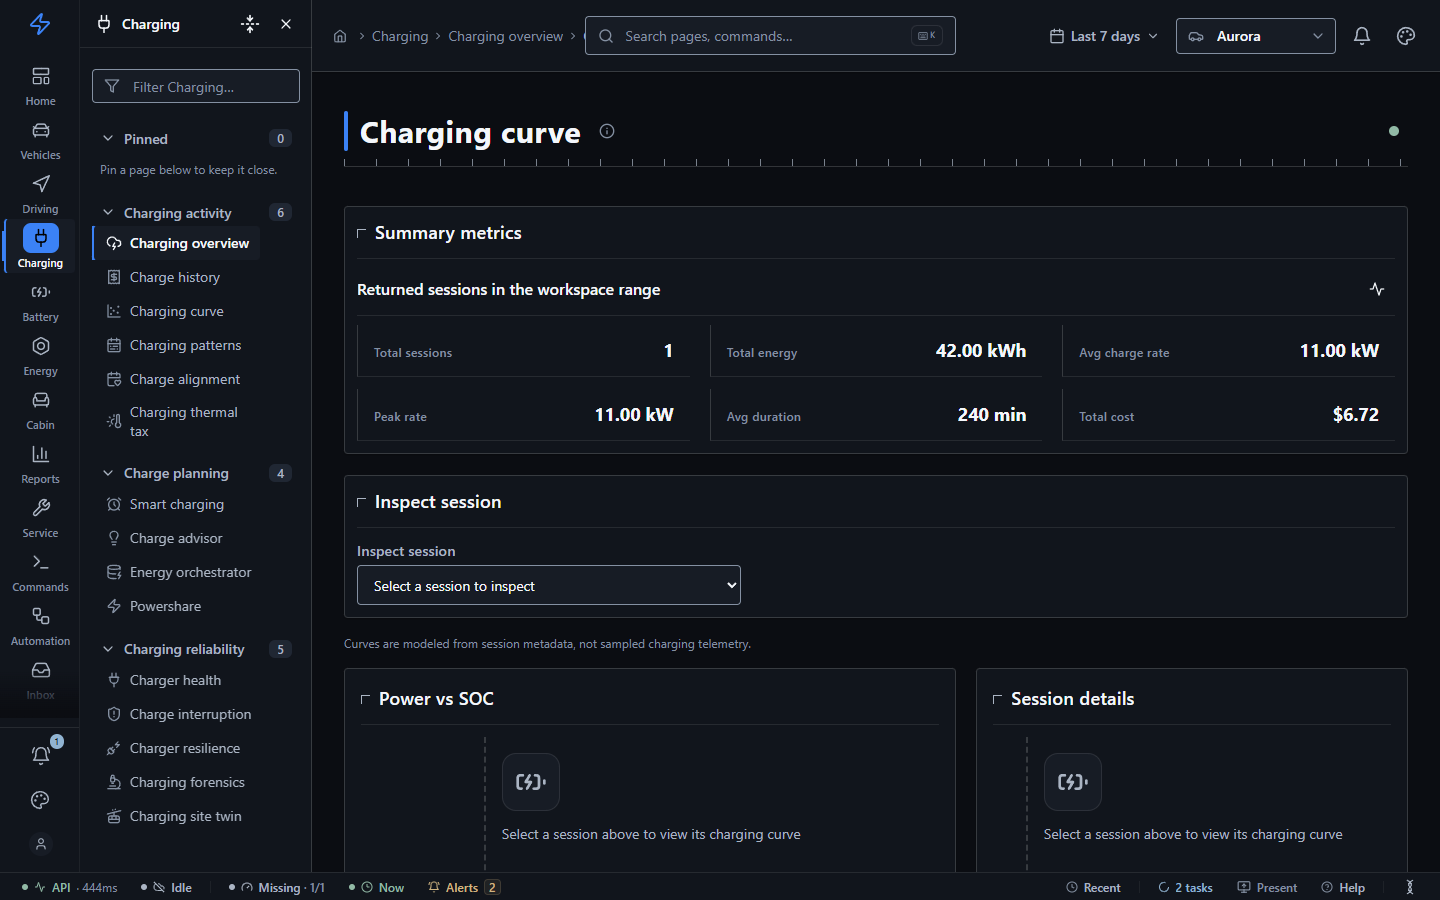 Home
Vehicles
Driving
Charging
Battery
Energy
Cabin
Reports
Service
Commands
Automation
Inbox
1
Charging
Filter Charging...
Pinned 0
Pin a page below to keep it close.
Charging activity 6
Charging overview
Charge history
Charging curve
Charging patterns
Charge alignment
Charging thermal
tax
Charge planning 4
Smart charging
Charge advisor
Energy orchestrator
Powershare
Charging reliability 5
Charger health
Charge interruption
Charger resilience
Charging forensics
Charging site twin
Charging Charging overview
Search pages, commands... K
Last 7 days
Aurora
Charging curve
Summary metrics
Returned sessions in the workspace range
Total sessions 1
Total energy 42.00 kWh
Avg charge rate 11.00 kW
Peak rate 11.00 kW
Avg duration 240 min
Total cost $6.72
Inspect session
Inspect session
Select a session to inspect
Curves are modeled from session metadata, not sampled charging telemetry.
Power vs SOC
Select a session above to view its charging curve
Session details
Select a session above to view its charging curve
API · 444ms Idle Missing · 1/1 Now Alerts 2 Recent 2 tasks Present Help